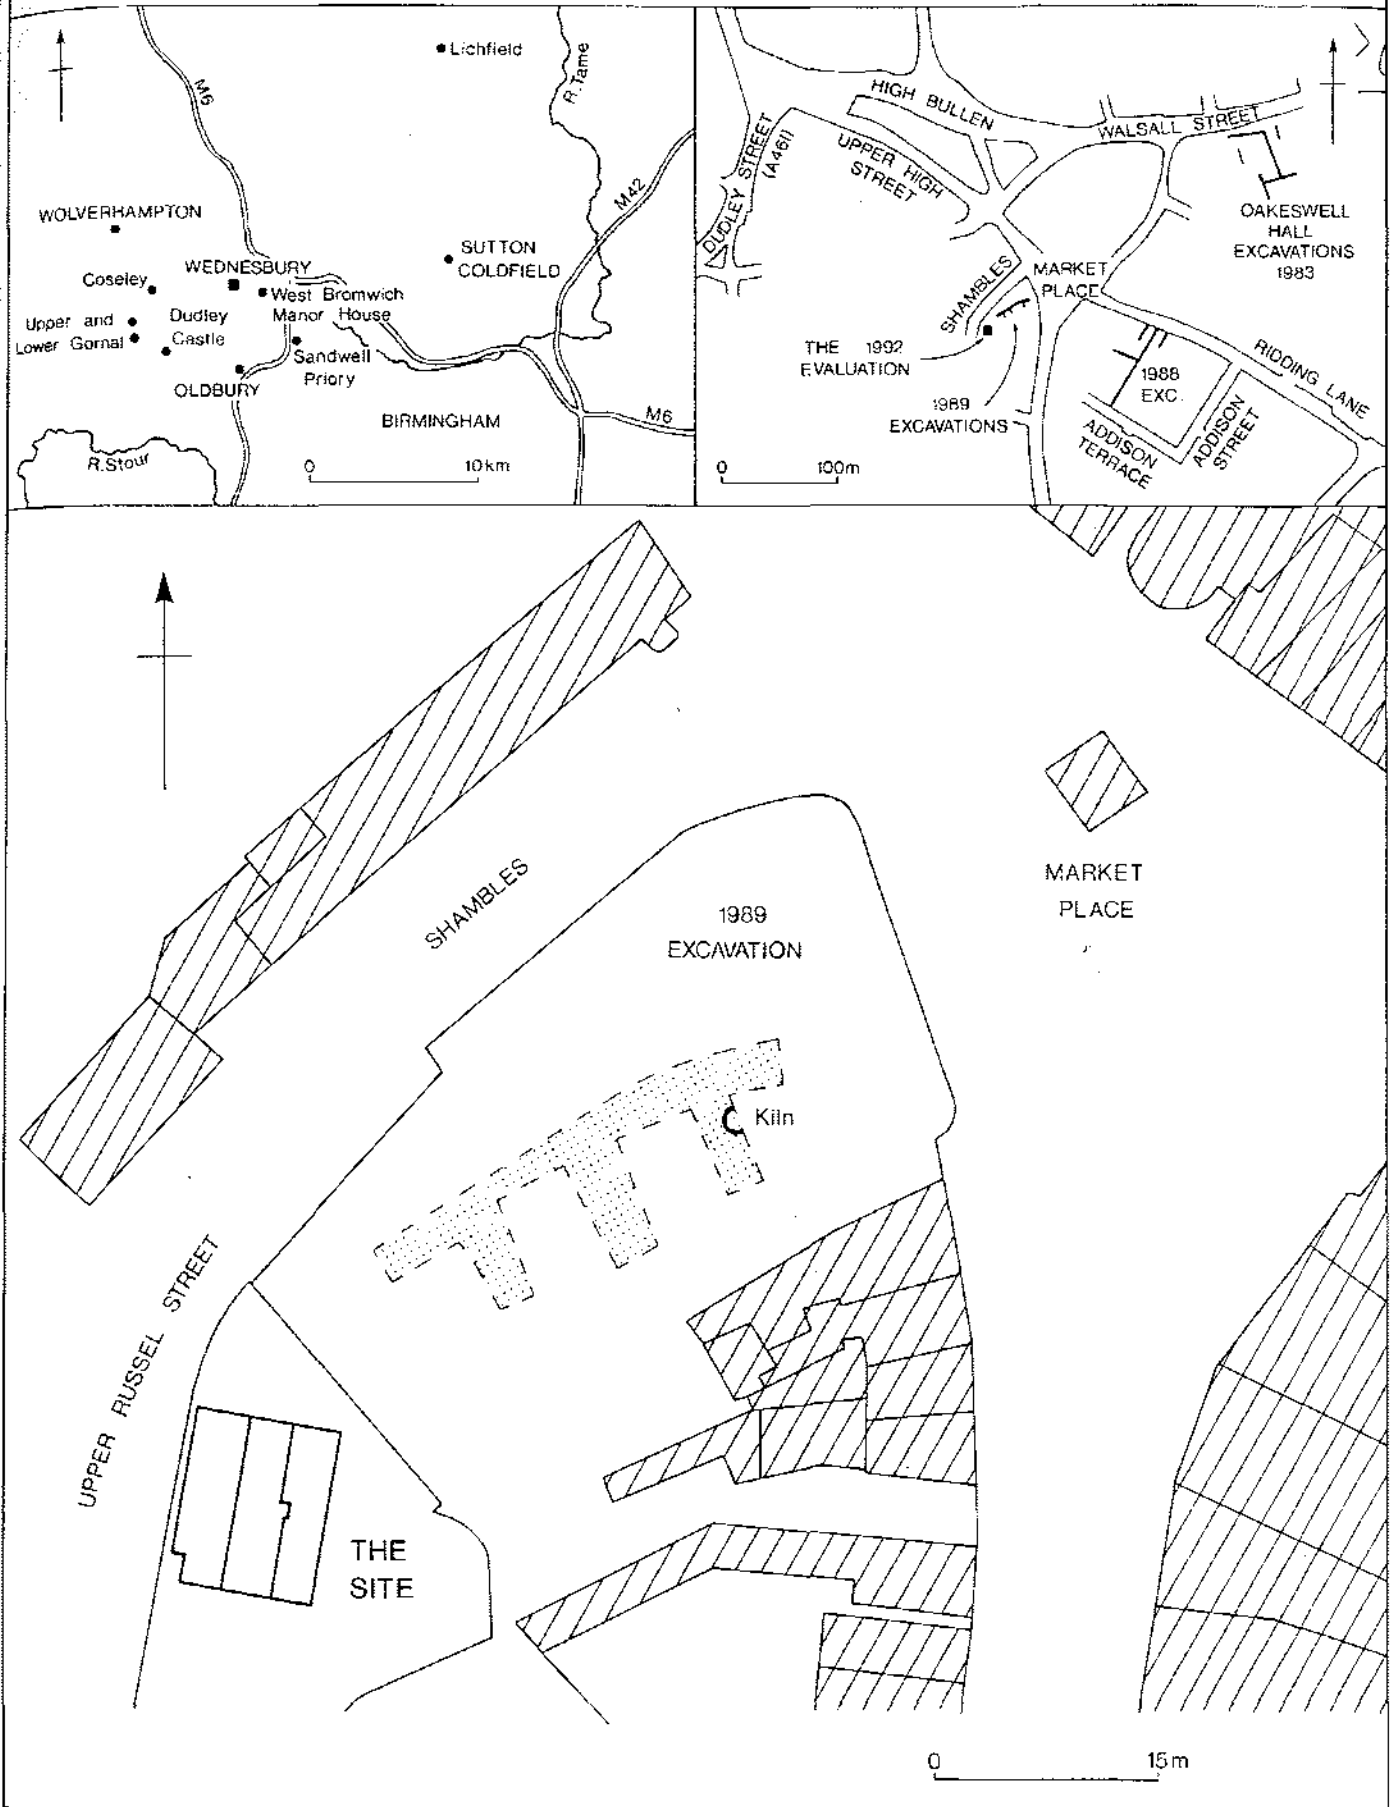 Lichfield
R.Tame
M6
M42
WOLVERHAMPTON
SUTTON
COLDFIELD
WEDNESBURY
Coseley
West Bromwich
Manor House
Upper and
Lower Gornal
Dudley
Castle
Sandwell
Priory
OLDBURY
BIRMINGHAM
M6
R.Stour
0 10km
HIGH BULLEN
WALSALL STREET
DUDLEY STREET
(A461)
UPPER HIGH
STREET
OAKESWELL
HALL
EXCAVATIONS
1983
SHAMBLES
MARKET
PLACE
THE 1992
EVALUATION
1989
EXCAVATIONS
1988
EXC.
RIDDING LANE
ADDISON
TERRACE
ADDISON
STREET
0 100m
SHAMBLES
1989
EXCAVATION
MARKET
PLACE
Kiln
UPPER RUSSEL STREET
THE
SITE
0 15m